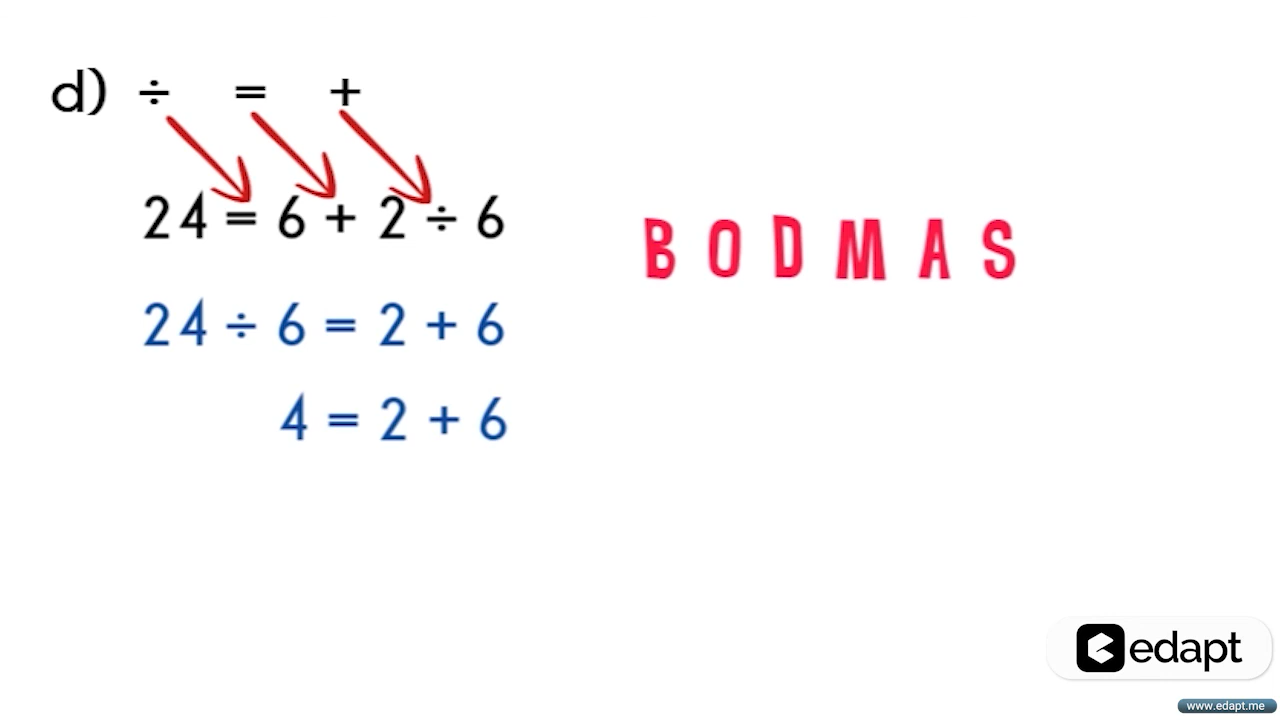 d) ÷ = +
24 = 6 + 2 ÷ 6
BODMAS
24 ÷ 6 = 2 + 6
4 = 2 + 6
edapt
www.edapt.me